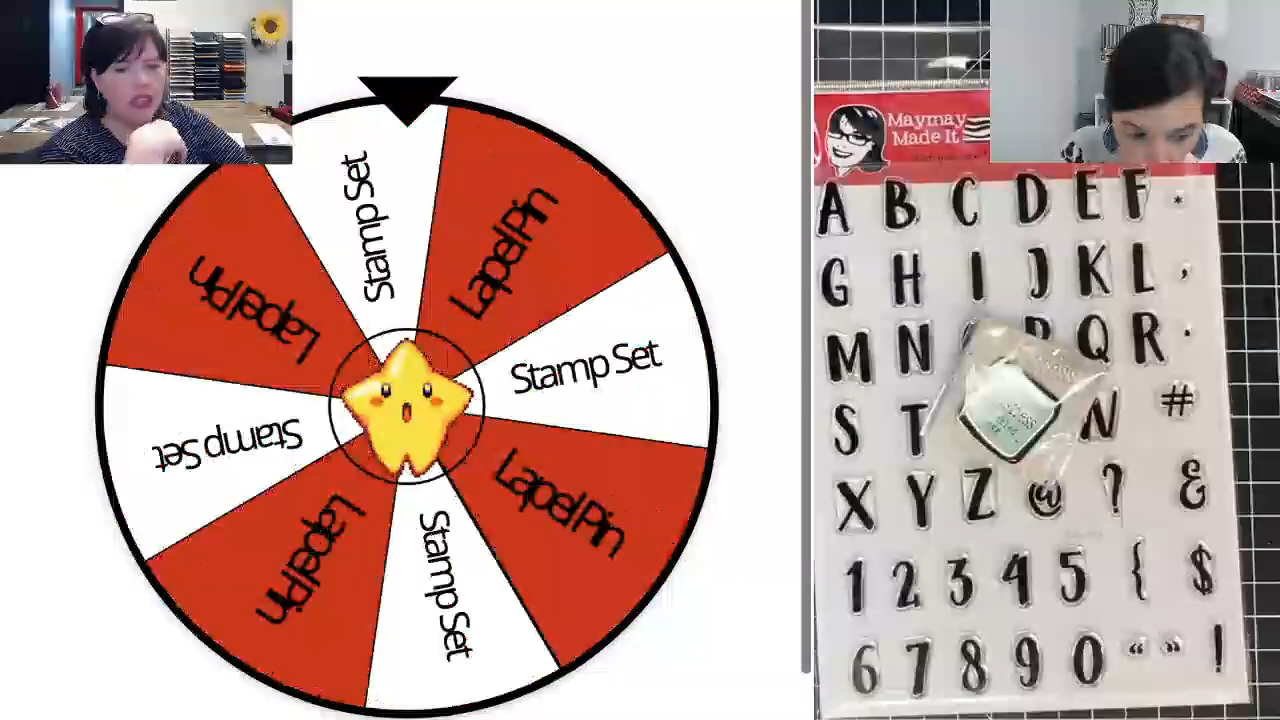 Stamp Set
Lapel Pin
Stamp Set
Lapel Pin
Stamp Set
Lapel Pin
Stamp Set
Lapel Pin
Maymay
Made It
A B C D E F *
G H I J K L ,
M N Q R .
S T #
X Y Z @ ? &
1 2 3 4 5 { $
6 7 8 9 0 “ ” !